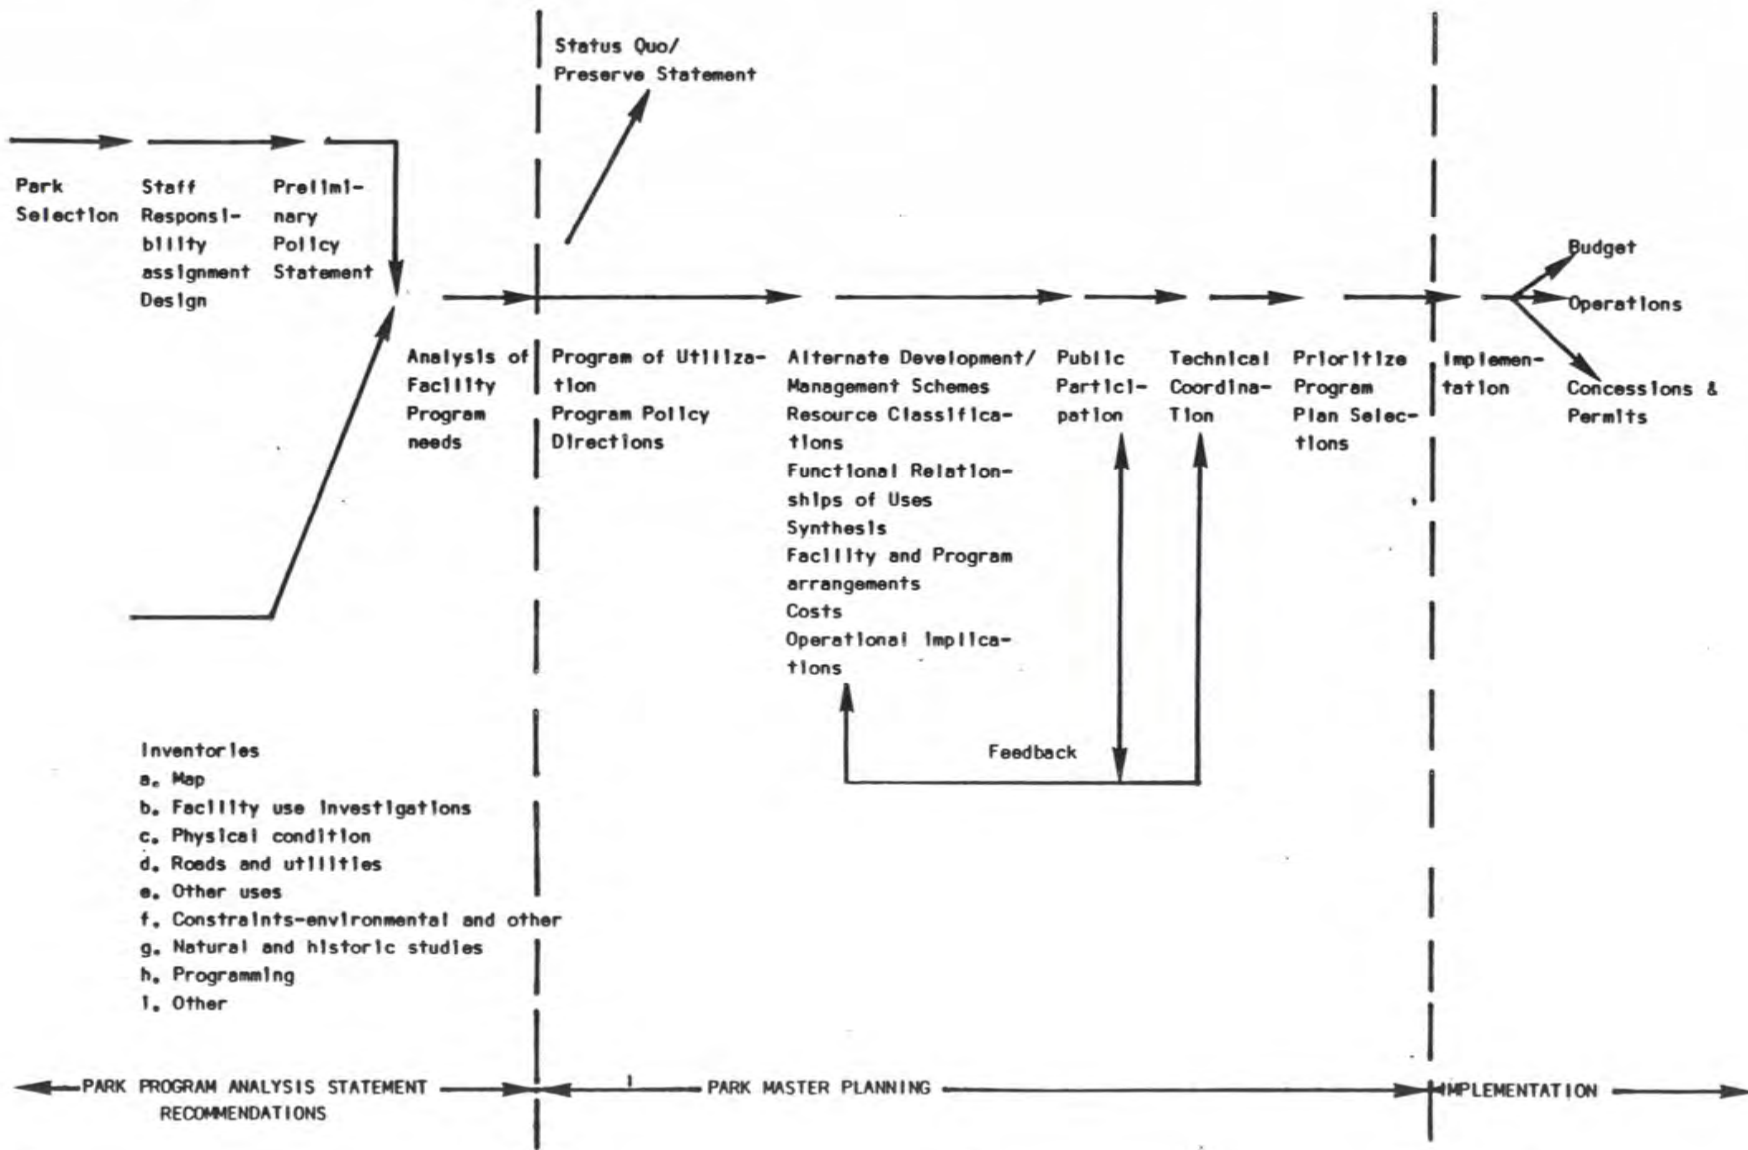 Status Quo/
Preserve Statement
Park
Selection
Staff
Responsi-
bility
assignment
Design
Prelimi-
nary
Policy
Statement
Analysis of
Facility
Program
needs
Program of Utiliza-
tion
Program Policy
Directions
Alternate Development/
Management Schemes
Resource Classifica-
tions
Functional Relation-
ships of Uses
Synthesis
Facility and Program
arrangements
Costs
Operational Implica-
tions
Public
Partici-
pation
Technical
Coordina-
Tion
Prioritize
Program
Plan Selec-
tions
Implemen-
tation
Budget
Operations
Concessions &
Permits
Feedback
Inventories
a. Map
b. Facility use investigations
c. Physical condition
d. Roads and utilities
e. Other uses
f. Constraints-environmental and other
g. Natural and historic studies
h. Programming
i. Other
PARK PROGRAM ANALYSIS STATEMENT
RECOMMENDATIONS
PARK MASTER PLANNING
IMPLEMENTATION